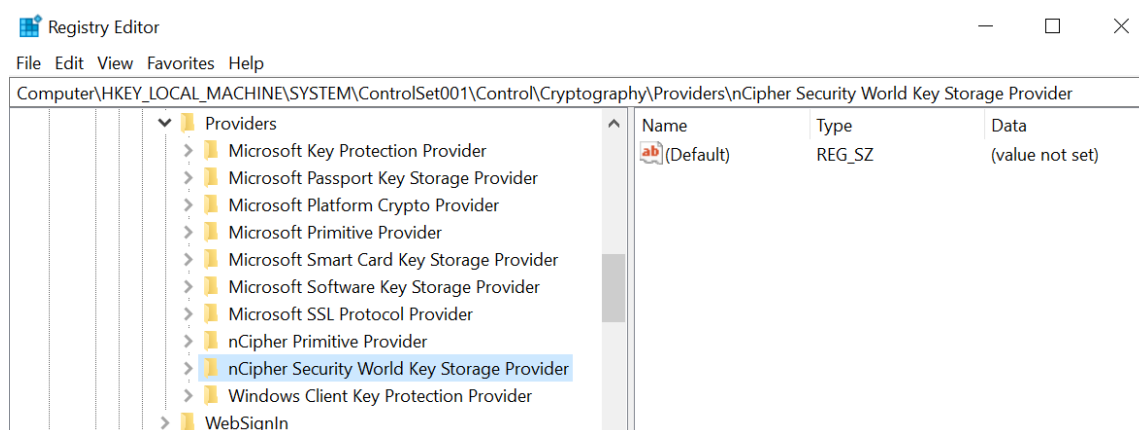 Registry Editor
File Edit View Favorites Help
Computer\HKEY_LOCAL_MACHINE\SYSTEM\ControlSet001\Control\Cryptography\Providers\nCipher Security World Key Storage Provider
Providers
Microsoft Key Protection Provider
Microsoft Passport Key Storage Provider
Microsoft Platform Crypto Provider
Microsoft Primitive Provider
Microsoft Smart Card Key Storage Provider
Microsoft Software Key Storage Provider
Microsoft SSL Protocol Provider
nCipher Primitive Provider
nCipher Security World Key Storage Provider
Windows Client Key Protection Provider
WebSignIn
Name Type Data
ab (Default) REG_SZ (value not set)